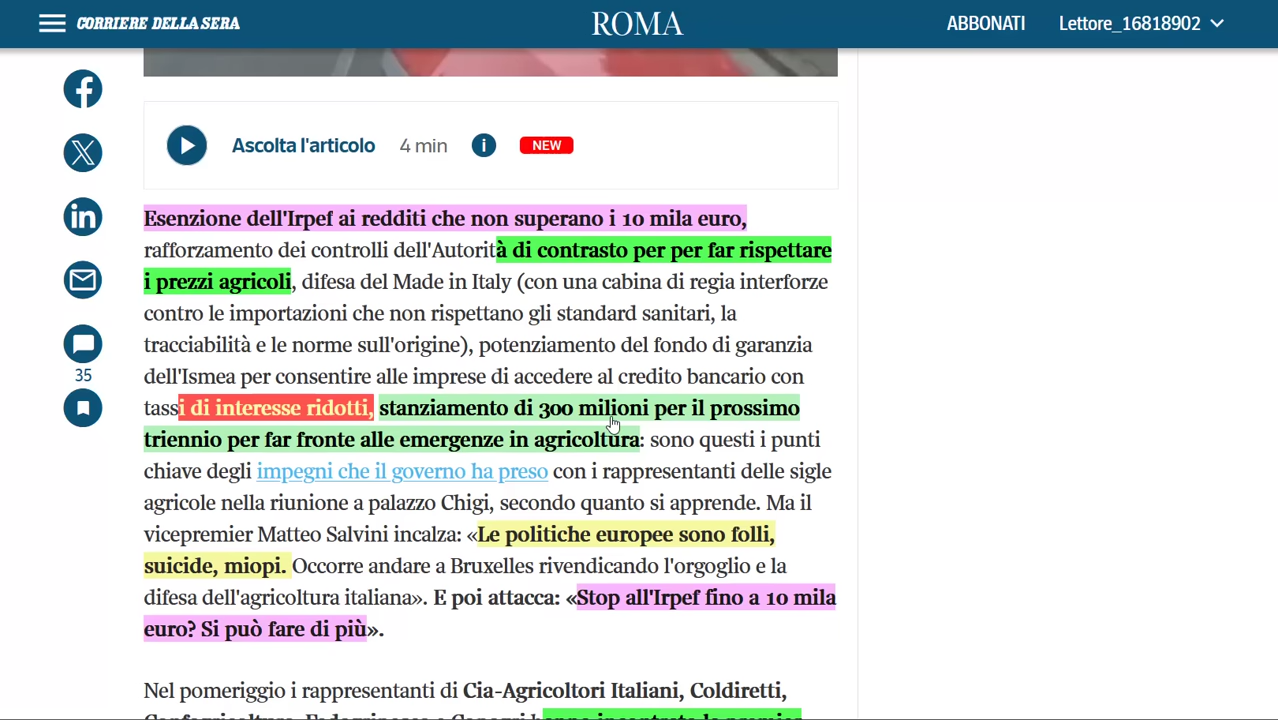 CORRIERE DELLA SERA
ROMA
ABBONATI
Lettore_16818902
Ascolta l'articolo 4 min i NEW
Esenzione dell'Irpef ai redditi che non superano i 10 mila euro,
rafforzamento dei controlli dell'Autorità di contrasto per per far rispettare
i prezzi agricoli, difesa del Made in Italy (con una cabina di regia interforze
contro le importazioni che non rispettano gli standard sanitari, la
tracciabilità e le norme sull'origine), potenziamento del fondo di garanzia
dell'Ismea per consentire alle imprese di accedere al credito bancario con
tassi di interesse ridotti, stanziamento di 300 milioni per il prossimo
triennio per far fronte alle emergenze in agricoltura: sono questi i punti
chiave degli impegni che il governo ha preso con i rappresentanti delle sigle
agricole nella riunione a palazzo Chigi, secondo quanto si apprende. Ma il
vicepremier Matteo Salvini incalza: «Le politiche europee sono folli,
suicide, miopi. Occorre andare a Bruxelles rivendicando l'orgoglio e la
difesa dell'agricoltura italiana». E poi attacca: «Stop all'Irpef fino a 10 mila
euro? Si può fare di più».
35
Nel pomeriggio i rappresentanti di Cia-Agricoltori Italiani, Coldiretti,